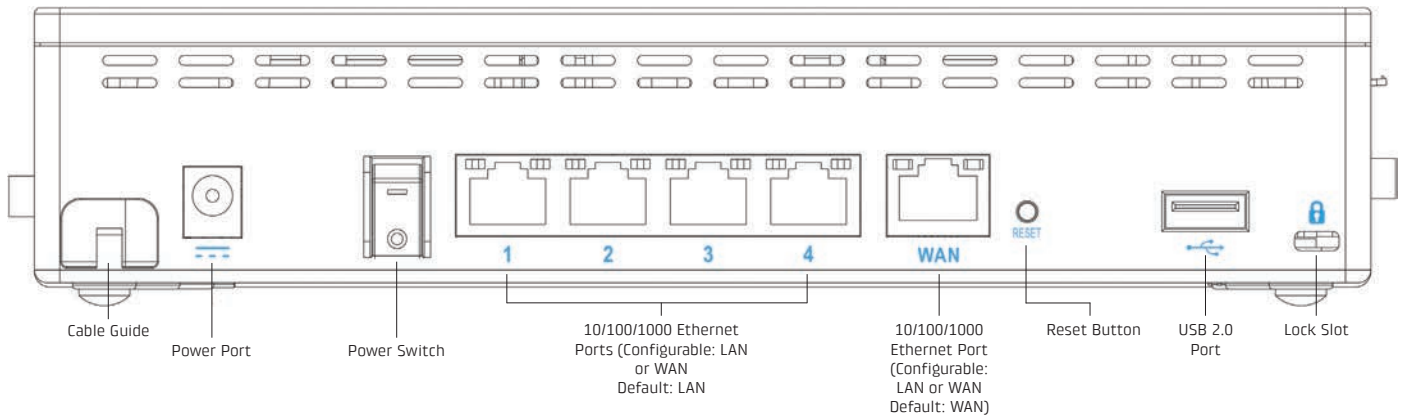 RESET
1
2
3
4
WAN
Cable Guide
Power Port
Power Switch
10/100/1000 Ethernet
Ports (Configurable: LAN
or WAN
Default: LAN
10/100/1000
Ethernet Port
(Configurable:
LAN or WAN
Default: WAN)
Reset Button
USB 2.0
Port
Lock Slot